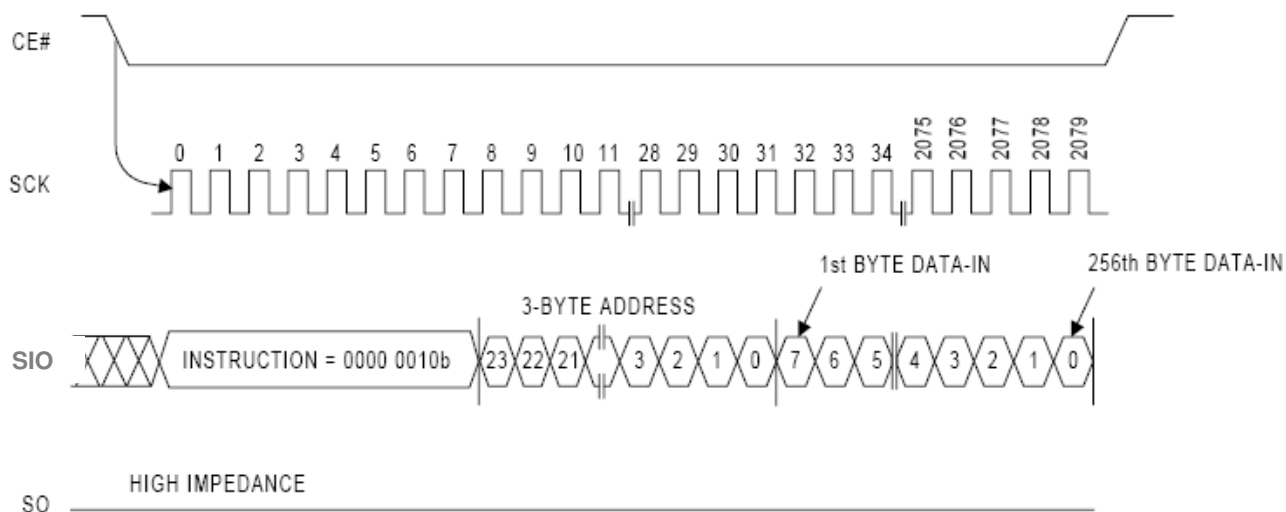 CE#
0 1 2 3 4 5 6 7 8 9 10 11 28 29 30 31 32 33 34 2075 2076 2077 2078 2079
SCK
1st BYTE DATA-IN 256th BYTE DATA-IN
3-BYTE ADDRESS
SIO INSTRUCTION = 0000 0010b 23 22 21 3 2 1 0 7 6 5 4 3 2 1 0
HIGH IMPEDANCE
SO